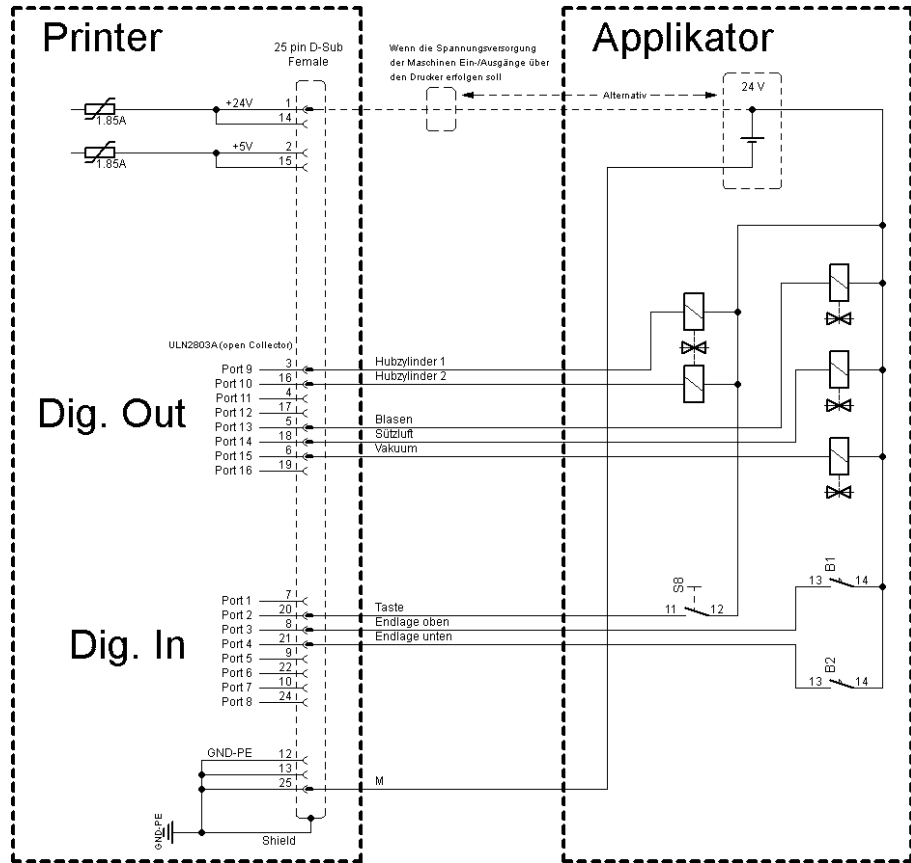 Printer
Applikator
25 pin D-Sub
Female
Wenn die Spannungsversorgung
der Maschinen Ein-/Ausgänge über
den Drucker erfolgen soll
Alternativ
24 V
+24V
1
14
1.85A
+5V
2
15
1.85A
ULN2803A (open Collector)
Port 9 3 Hubzylinder 1
Port 10 16 Hubzylinder 2
Port 11 4
Port 12 17
Port 13 5 Blasen
Port 14 18 Sützluft
Port 15 6 Vakuum
Port 16 19
Dig. Out
Port 1 7
Port 2 20 Taste
Port 3 8 Endlage oben
Port 4 21 Endlage unten
Port 5 9
Port 6 22
Port 7 10
Port 8 24
Dig. In
S8
11 12
B1
13 14
B2
13 14
GND-PE 12
13
25 M
GND-PE
Shield